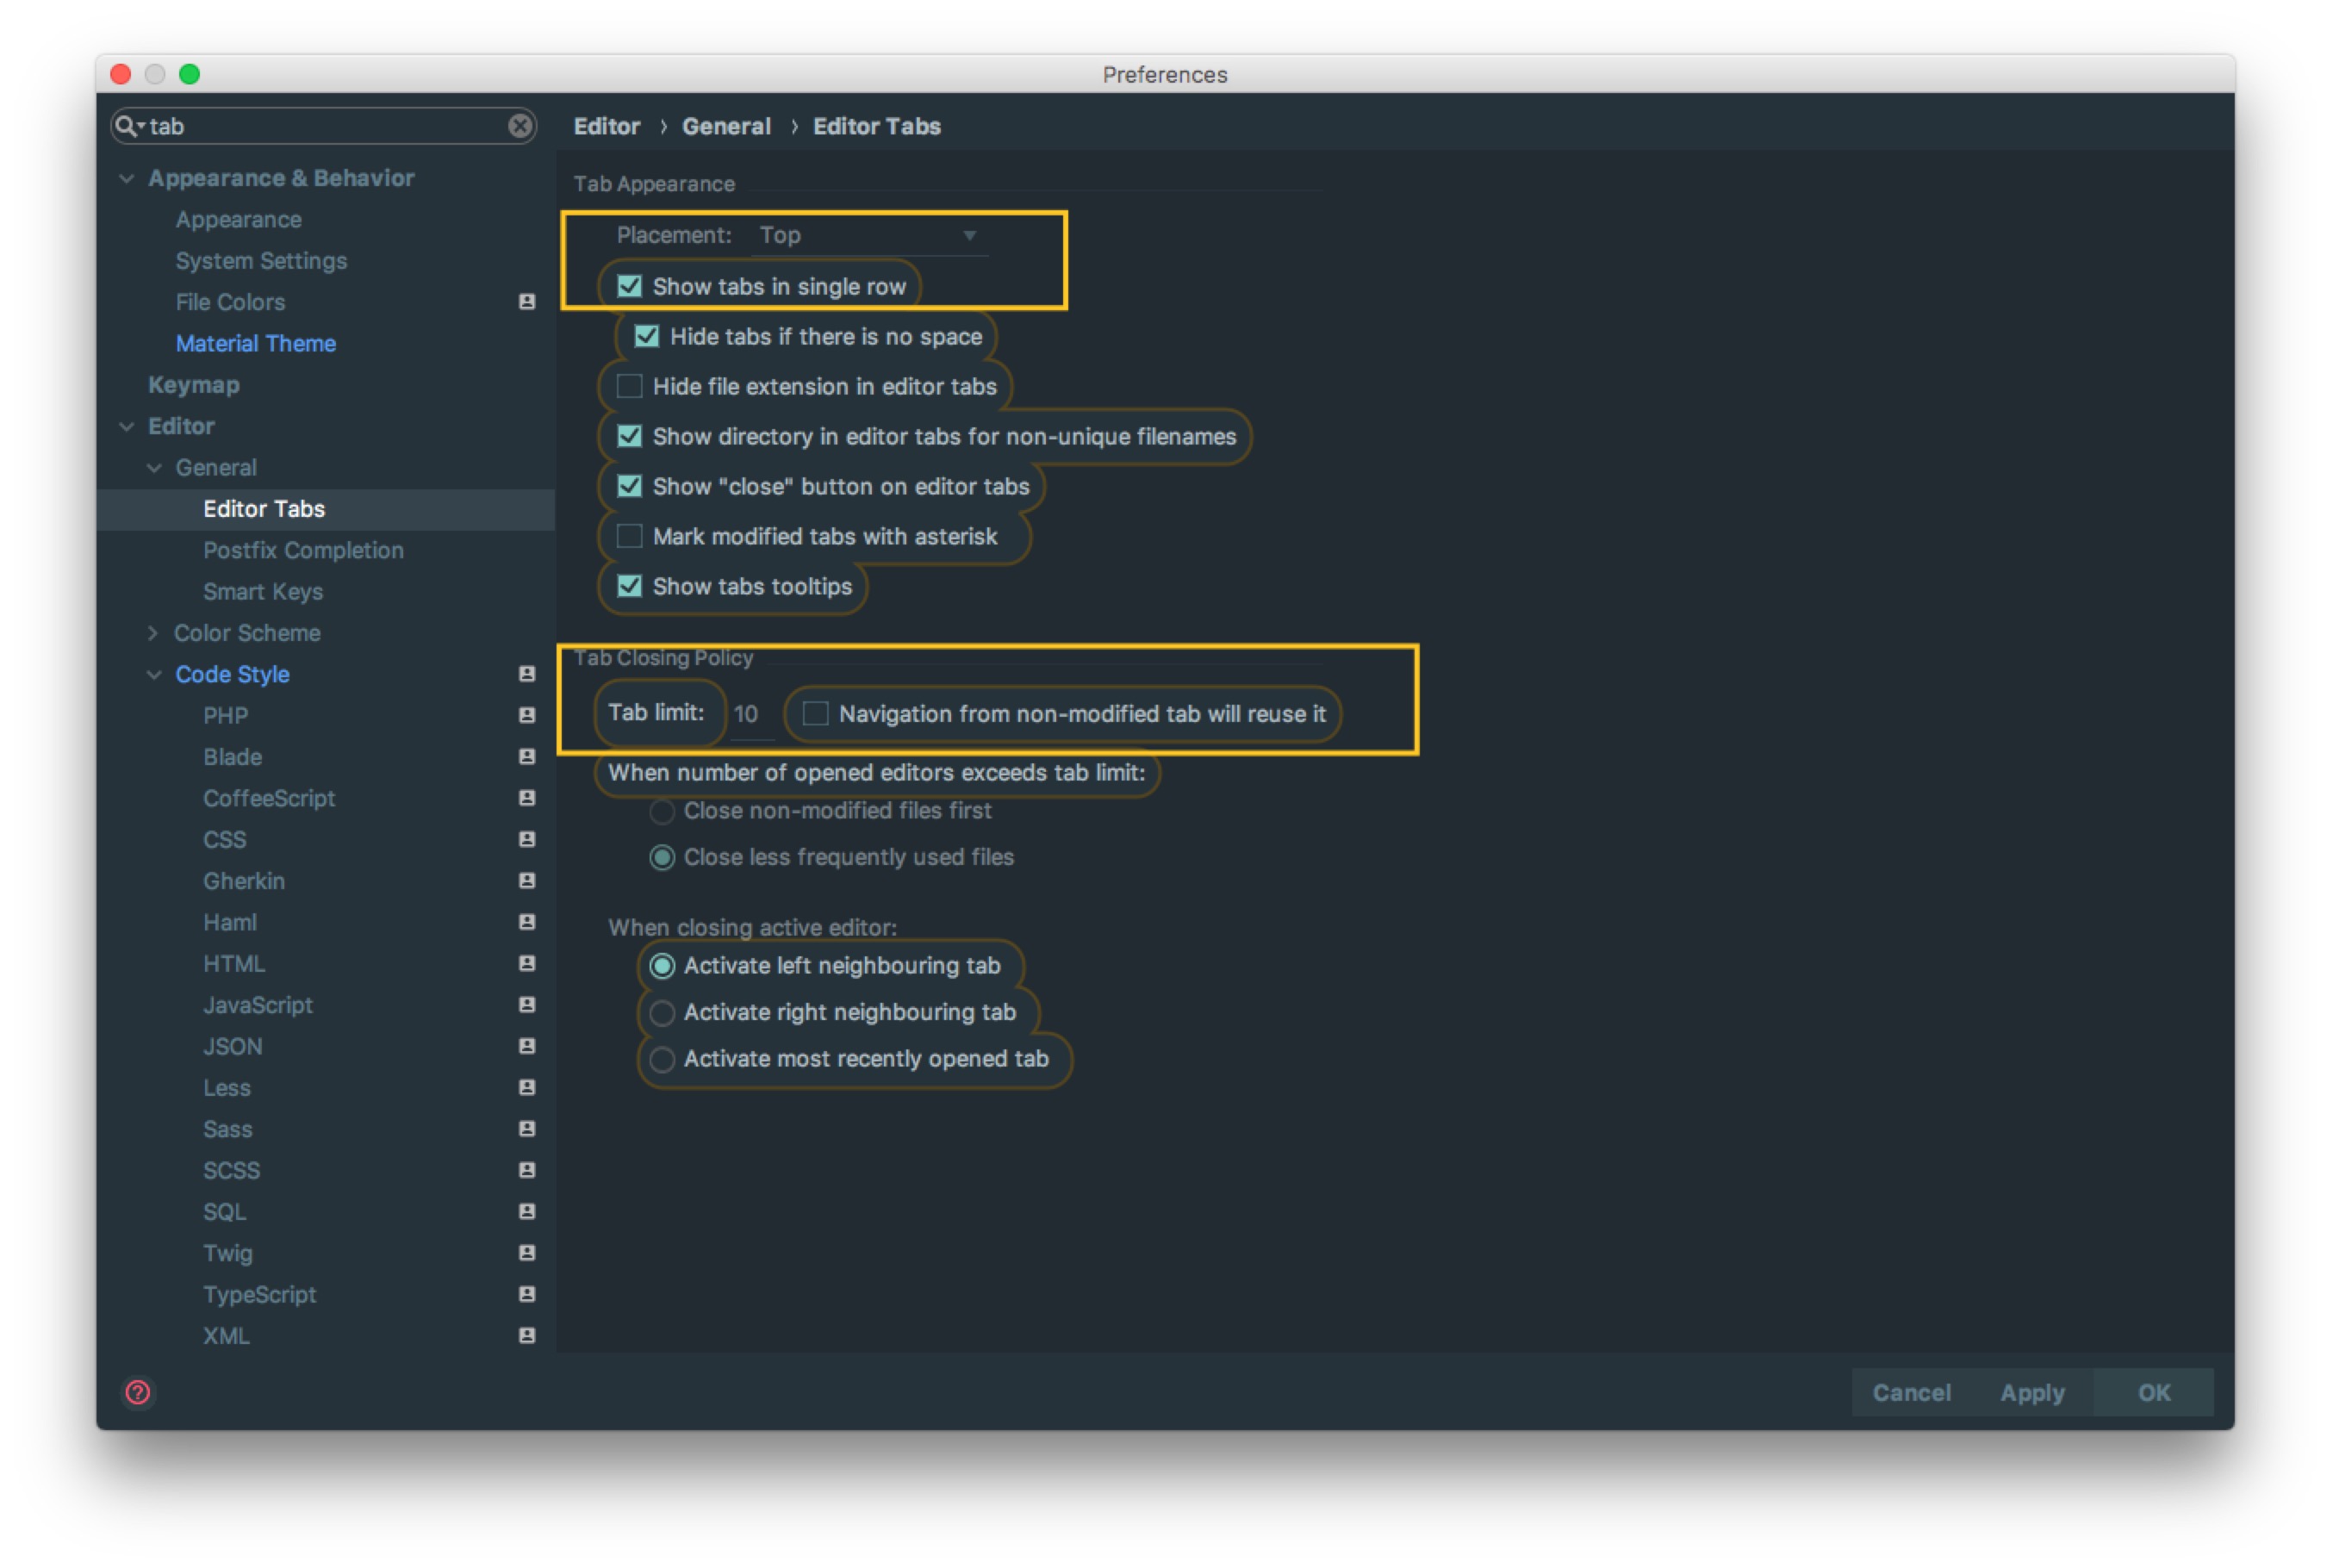 Preferences
tab
Appearance & Behavior
Appearance
System Settings
File Colors
Material Theme
Keymap
Editor
General
Editor Tabs
Postfix Completion
Smart Keys
Color Scheme
Code Style
PHP
Blade
CoffeeScript
CSS
Gherkin
Haml
HTML
JavaScript
JSON
Less
Sass
SCSS
SQL
Twig
TypeScript
XML
?
Editor › General › Editor Tabs
Tab Appearance
Placement: Top
Show tabs in single row
Hide tabs if there is no space
Hide file extension in editor tabs
Show directory in editor tabs for non-unique filenames
Show "close" button on editor tabs
Mark modified tabs with asterisk
Show tabs tooltips
Tab Closing Policy
Tab limit: 10 Navigation from non-modified tab will reuse it
When number of opened editors exceeds tab limit:
Close non-modified files first
Close less frequently used files
When closing active editor:
Activate left neighbouring tab
Activate right neighbouring tab
Activate most recently opened tab
Cancel Apply OK